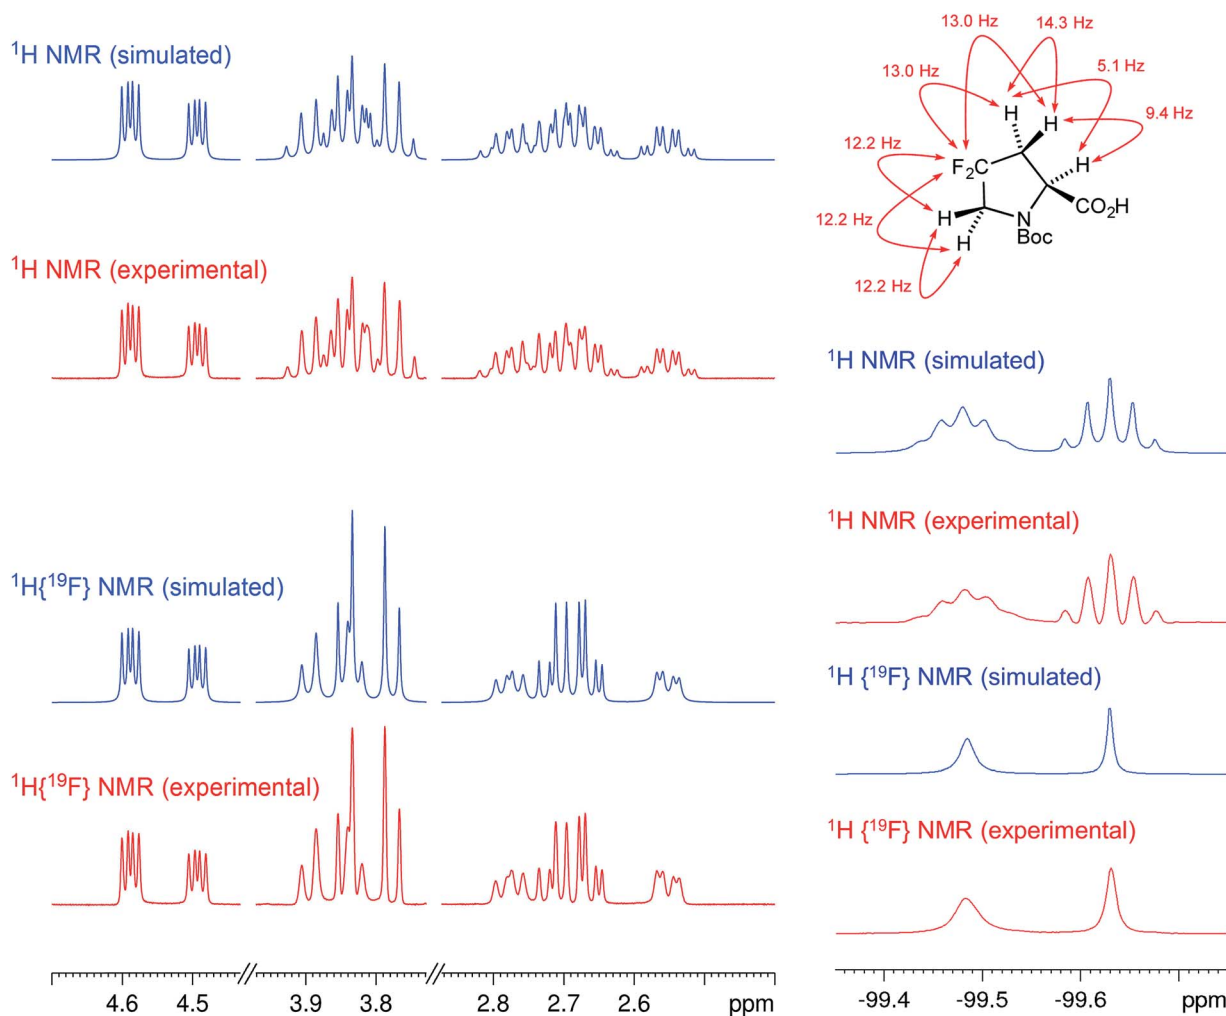 ¹H NMR (simulated)
¹H NMR (experimental)
¹H{¹⁹F} NMR (simulated)
¹H{¹⁹F} NMR (experimental)
4.6 4.5 3.9 3.8 2.8 2.7 2.6 ppm
13.0 Hz 14.3 Hz
13.0 Hz 5.1 Hz
9.4 Hz
12.2 Hz
12.2 Hz
12.2 Hz
H H
F₂C H
H N CO₂H
H Boc
¹H NMR (simulated)
¹H NMR (experimental)
¹H {¹⁹F} NMR (simulated)
¹H {¹⁹F} NMR (experimental)
-99.4 -99.5 -99.6 ppm